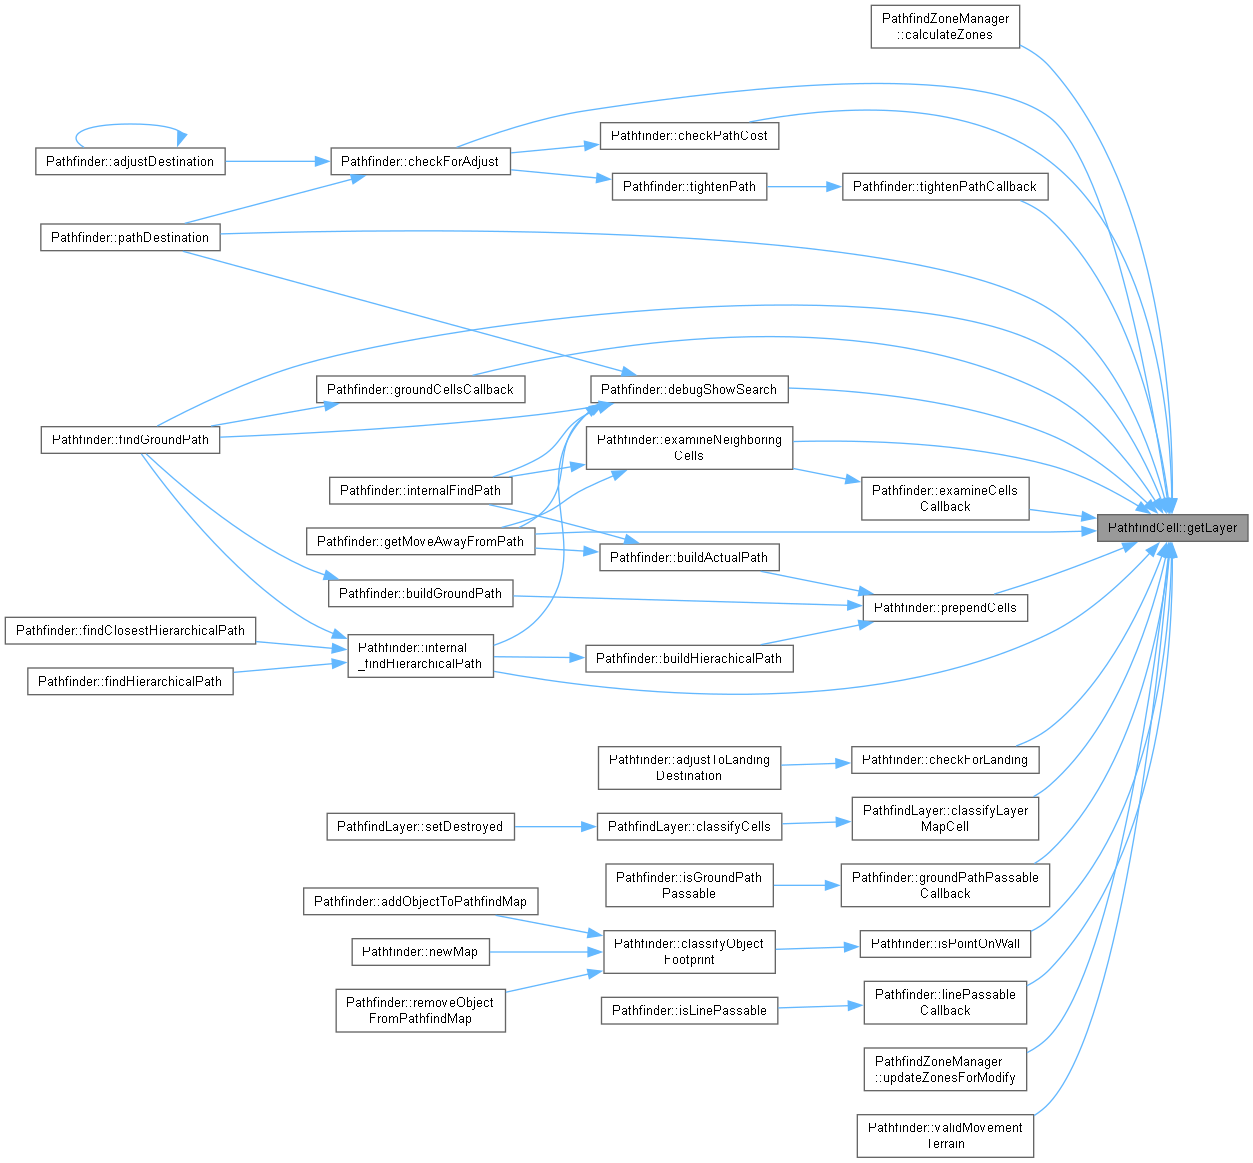 PathfindZoneManager
::calculateZones
Pathfinder::checkPathCost
Pathfinder::adjustDestination
Pathfinder::checkForAdjust
Pathfinder::tightenPath
Pathfinder::tightenPathCallback
Pathfinder::pathDestination
Pathfinder::groundCellsCallback
Pathfinder::debugShowSearch
Pathfinder::findGroundPath
Pathfinder::examineNeighboring
Cells
Pathfinder::internalFindPath
Pathfinder::examineCells
Callback
PathfindCell::getLayer
Pathfinder::getMoveAwayFromPath
Pathfinder::buildActualPath
Pathfinder::buildGroundPath
Pathfinder::prependCells
Pathfinder::findClosestHierarchicalPath
Pathfinder::internal
_findHierarchicalPath
Pathfinder::buildHierachicalPath
Pathfinder::findHierarchicalPath
Pathfinder::adjustToLanding
Destination
Pathfinder::checkForLanding
PathfindLayer::setDestroyed
PathfindLayer::classifyCells
PathfindLayer::classifyLayer
MapCell
Pathfinder::isGroundPath
Passable
Pathfinder::groundPathPassable
Callback
Pathfinder::addObjectToPathfindMap
Pathfinder::newMap
Pathfinder::classifyObject
Footprint
Pathfinder::isPointOnWall
Pathfinder::removeObject
FromPathfindMap
Pathfinder::isLinePassable
Pathfinder::linePassable
Callback
PathfindZoneManager
::updateZonesForModify
Pathfinder::validMovement
Terrain